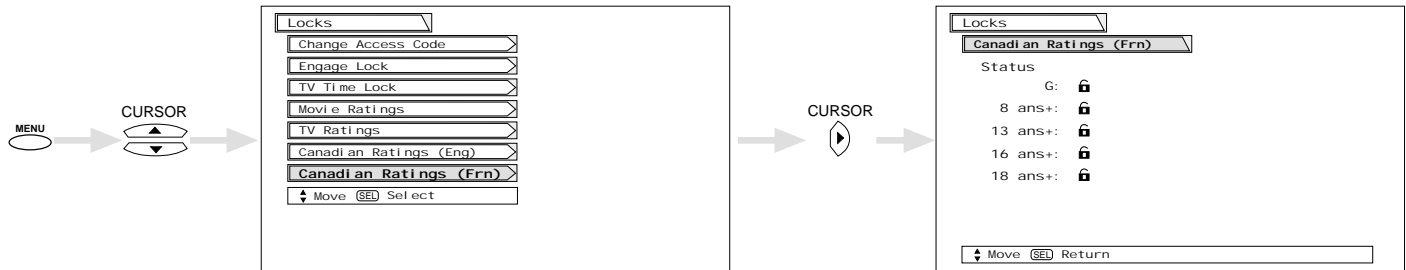 MENU
CURSOR
Locks
Change Access Code
Engage Lock
TV Time Lock
Movie Ratings
TV Ratings
Canadian Ratings (Eng)
Canadian Ratings (Frn)
Move SEL Select
CURSOR
Locks
Canadian Ratings (Frn)
Status
G:
8 ans+:
13 ans+:
16 ans+:
18 ans+:
Move SEL Return